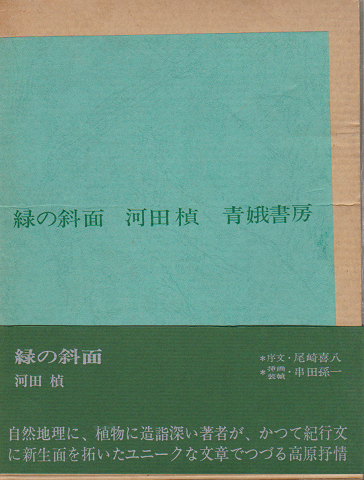 緑の斜面 河田楨 青娥書房
緑の斜面
河田 楨
*序文・尾崎喜八
*挿画装幀・串田孫一
自然地理に、植物に造詣深い著者が、かつて紀行文
に新生面を拓いたユニークな文章でつづる高原抒情